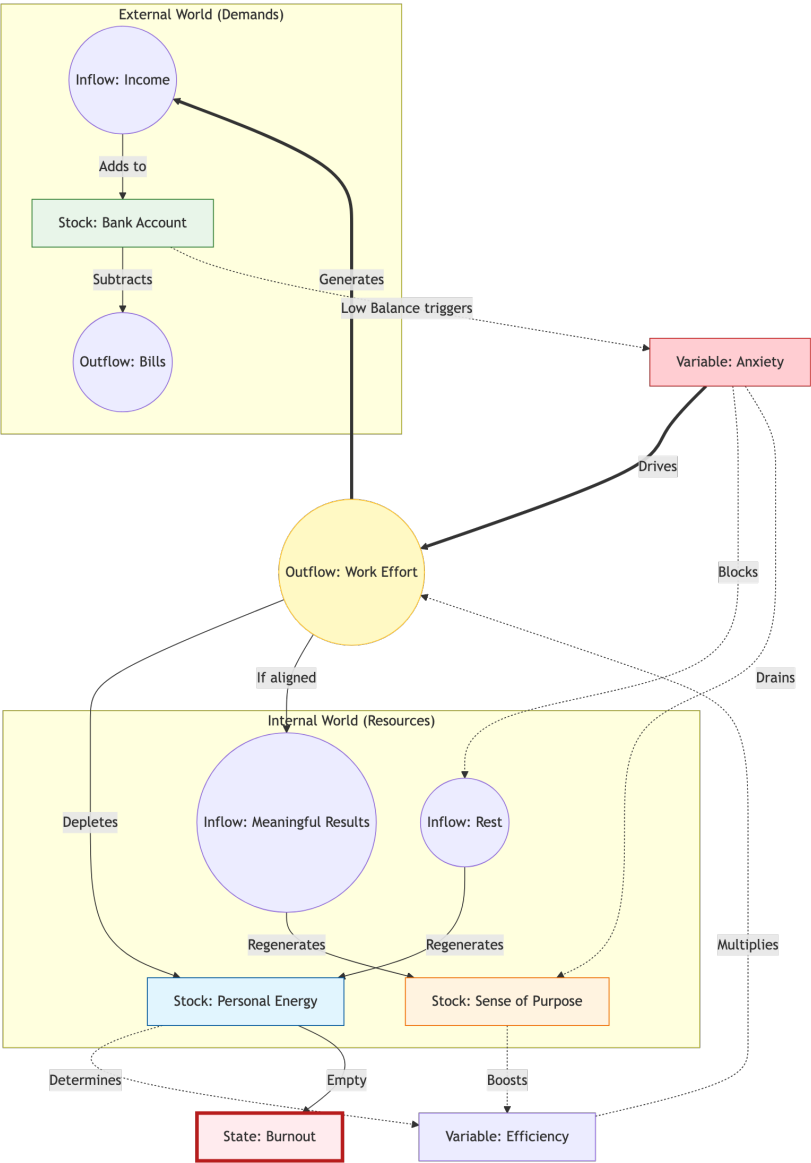 External World (Demands)
Inflow: Income
Adds to
Stock: Bank Account
Subtracts
Generates
Low Balance triggers
Outflow: Bills
Variable: Anxiety
Drives
Outflow: Work Effort
Blocks
If aligned
Drains
Internal World (Resources)
Depletes
Inflow: Meaningful Results
Inflow: Rest
Regenerates
Regenerates
Multiplies
Stock: Personal Energy
Stock: Sense of Purpose
Determines
Empty
Boosts
State: Burnout
Variable: Efficiency